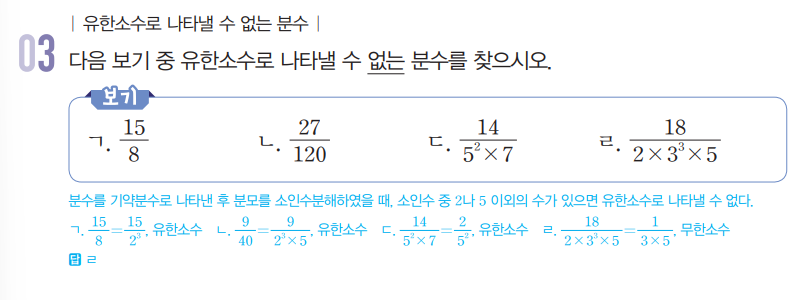 | 유한소수로 나타낼 수 없는 분수 |
03 다음 보기 중 유한소수로 나타낼 수 없는 분수를 찾으시오.
보기
ㄱ. 15/8 ㄴ. 27/120 ㄷ. 14/(5²×7) ㄹ. 18/(2×3³×5)
분수를 기약분수로 나타낸 후 분모를 소인수분해하였을 때, 소인수 중 2나 5 이외의 수가 있으면 유한소수로 나타낼 수 없다.
ㄱ. 15/8=15/2³, 유한소수 ㄴ. 9/40=9/(2³×5), 유한소수 ㄷ. 14/(5²×7)=2/5², 유한소수 ㄹ. 18/(2×3³×5)=1/(3×5), 무한소수
답 ㄹ